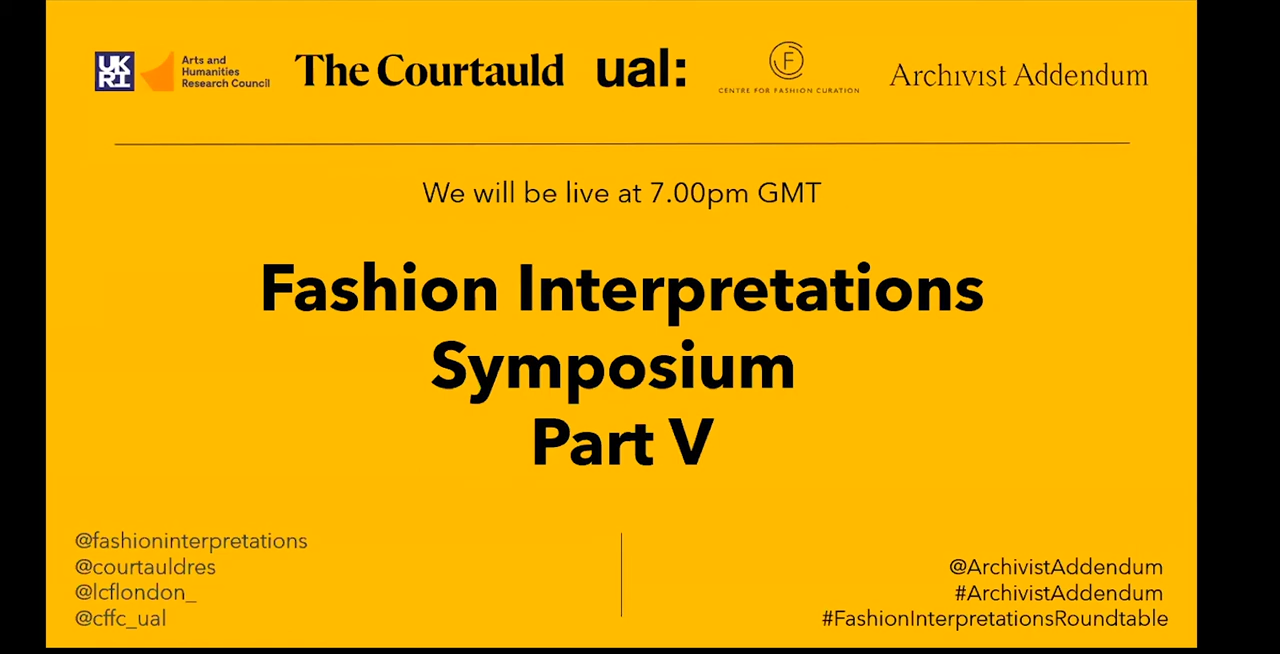 UK
RI
Arts and
Humanities
Research Council
The Courtauld
ual:
F
CENTRE FOR FASHION CURATION
Archivist Addendum
We will be live at 7.00pm GMT
Fashion Interpretations
Symposium
Part V
@fashioninterpretations
@courtauldres
@lcflondon_
@cffc_ual
@ArchivistAddendum
#ArchivistAddendum
#FashionInterpretationsRoundtable